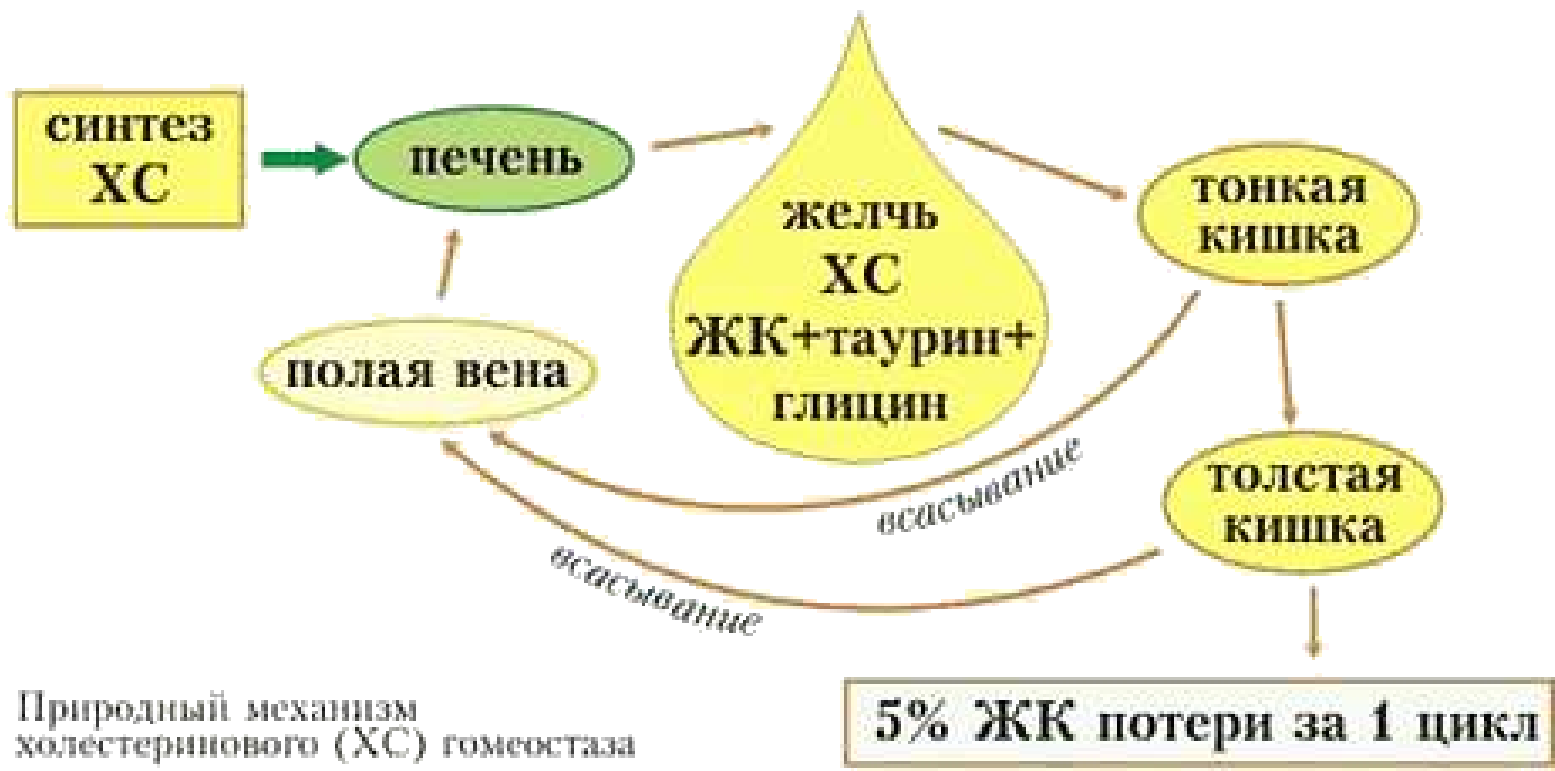 синтез
ХС
печень
желчь
ХС
ЖК+таурин+
глицин
тонкая
кишка
полая вена
всасывание
толстая
кишка
всасывание
5% ЖК потери за 1 цикл
Природный механизм
холестеринового (ХС) гомеостаза